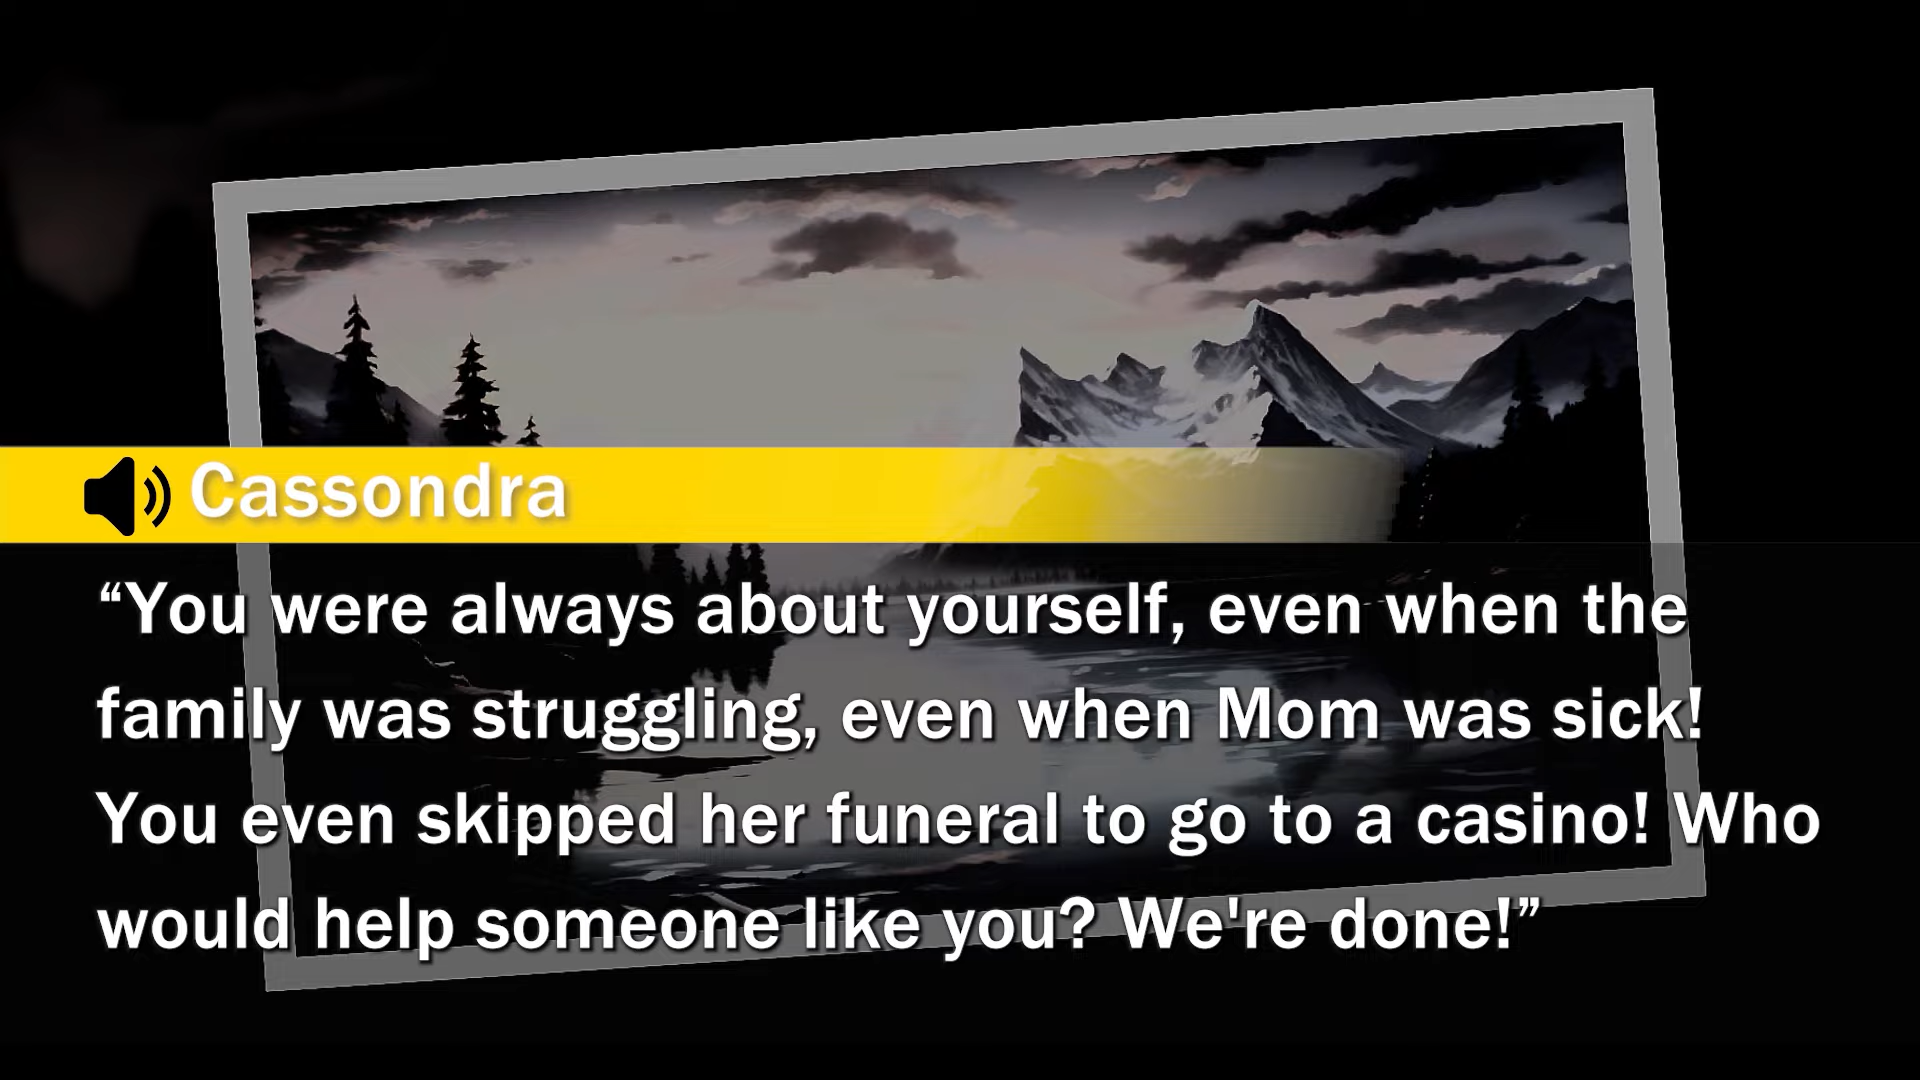 Cassondra
“You were always about yourself, even when the
family was struggling, even when Mom was sick!
You even skipped her funeral to go to a casino! Who
would help someone like you? We're done!”